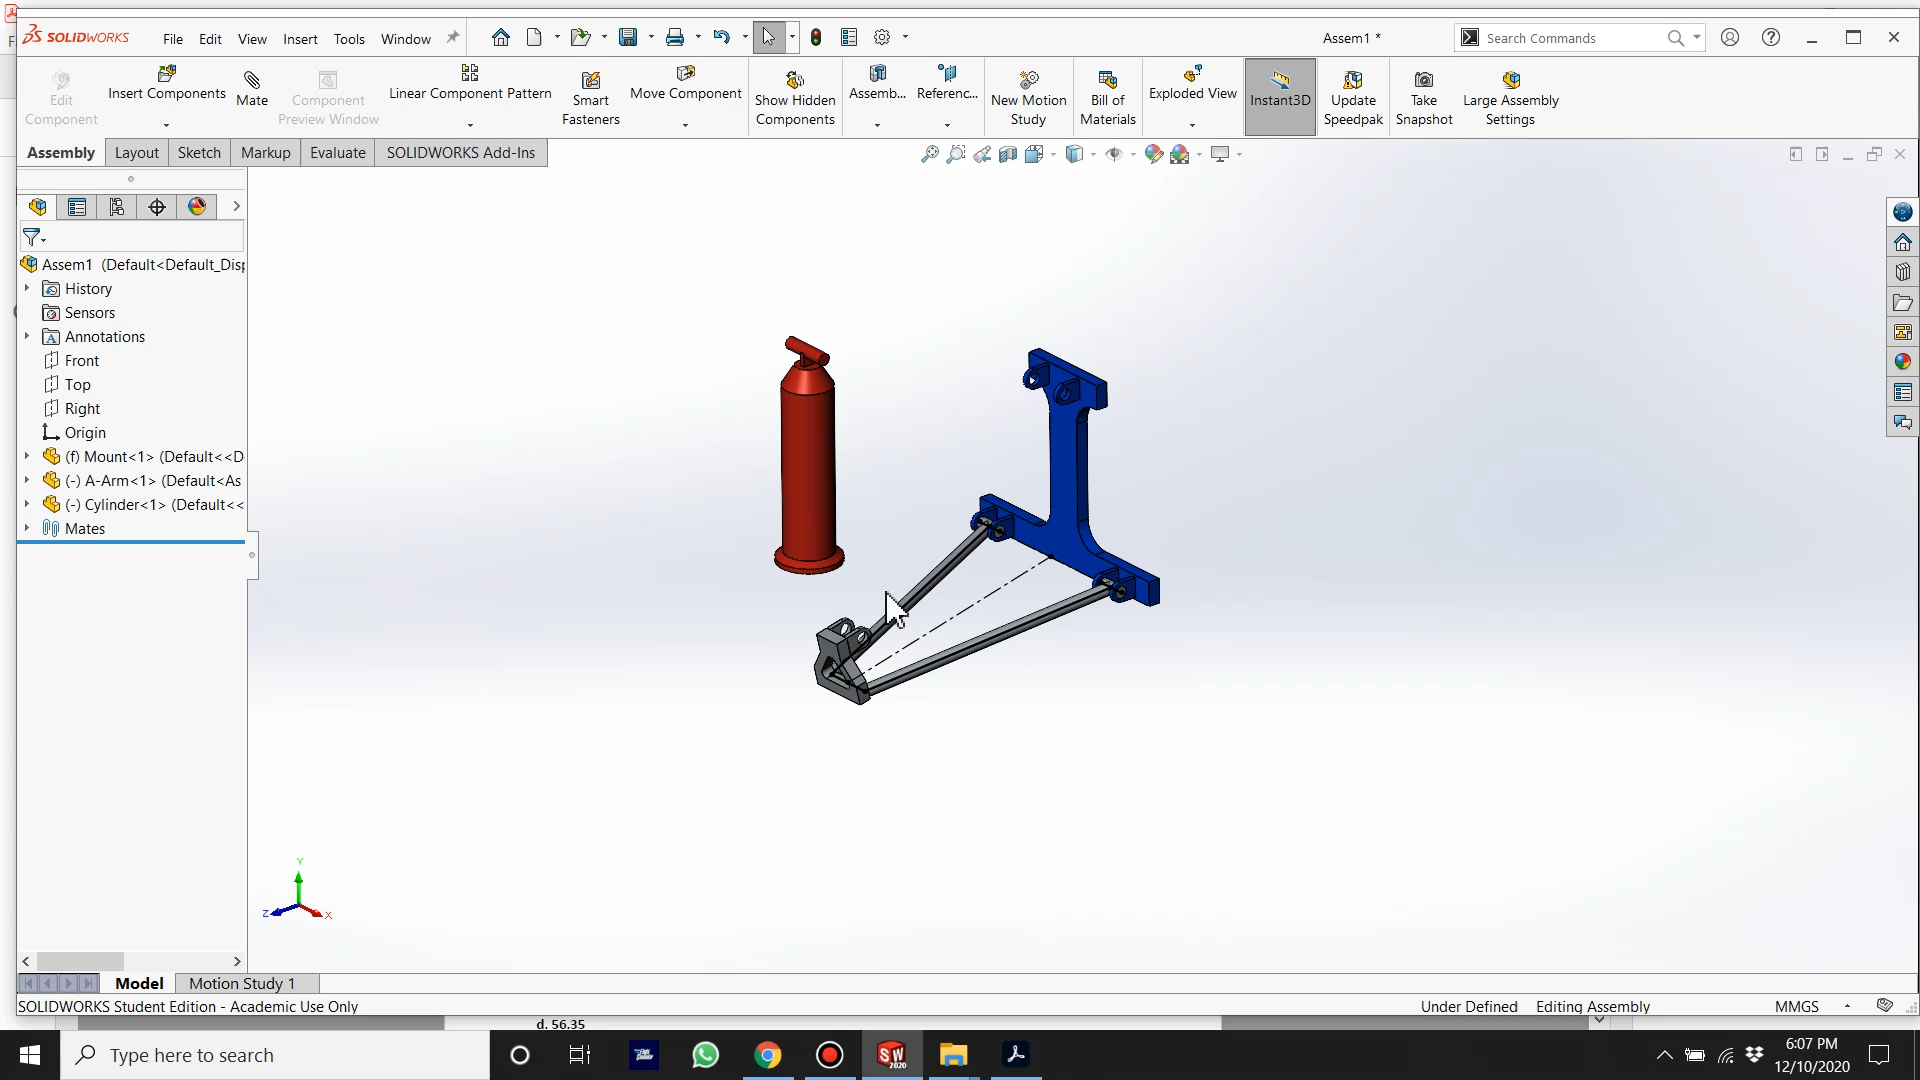 SOLIDWORKS File Edit View Insert Tools Window Assem1 * Search Commands
Edit Component
Insert Components
Mate
Component Preview Window
Linear Component Pattern
Smart Fasteners
Move Component
Show Hidden Components
Assemb...
Referenc...
New Motion Study
Bill of Materials
Exploded View
Instant3D
Update Speedpak
Take Snapshot
Large Assembly Settings
Assembly Layout Sketch Markup Evaluate SOLIDWORKS Add-Ins
Assem1 (Default<Default_Disp
History
Sensors
Annotations
Front
Top
Right
Origin
(f) Mount<1> (Default<<D
(-) A-Arm<1> (Default<As
(-) Cylinder<1> (Default<<
Mates
Y
Z
X
Model Motion Study 1
SOLIDWORKS Student Edition - Academic Use Only Under Defined Editing Assembly MMGS
d. 56.35
Type here to search
SW 2020
6:07 PM
12/10/2020